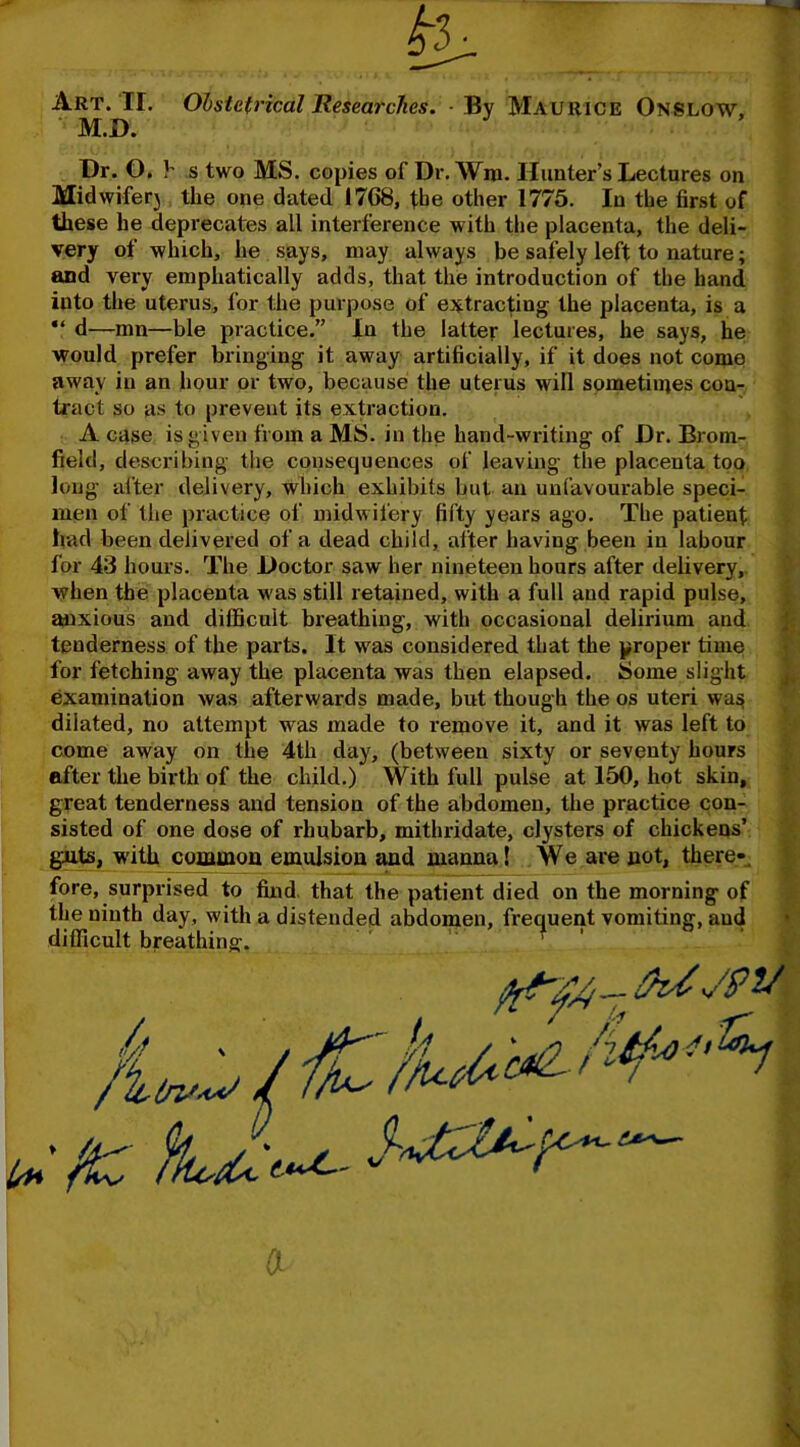 63
ART. II. Obstetrical Researches. By MAURICE ONSLOW,
M.D.
Dr. O. s two MS. copies of Dr. Wm. Hunter's Lectures on
Midwifery the one dated 1768, the other 1775. In the first of
these he deprecates all interference with the placenta, the deli-
very of which, he says, may always be safely left to nature;
and very emphatically adds, that the introduction of the hand
into the uterus, for the purpose of extracting the placenta, is a
“ d—mn—ble practice.” In the latter lectures, he says, he
would prefer bringing it away artificially, if it does not come
away in an hour or two, because the uterus will sometimes con-
tract so as to prevent its extraction.
A case is given from a MS. in the hand-writing of Dr. Brom-
field, describing the consequences of leaving the placenta too
long after delivery, which exhibits but an unfavourable speci-
men of the practice of midwifery fifty years ago. The patient
had been delivered of a dead child, after having been in labour
for 43 hours. The Doctor saw her nineteen hours after delivery,
when the placenta was still retained, with a full and rapid pulse,
anxious and difficult breathing, with occasional delirium and
tenderness of the parts. It was considered that the proper time
for fetching away the placenta was then elapsed. Some slight
examination was afterwards made, but though the os uteri was
dilated, no attempt was made to remove it, and it was left to
come away on the 4th day, (between sixty or seventy hours
after the birth of the child.) With full pulse at 150, hot skin,
great tenderness and tension of the abdomen, the practice con-
sisted of one dose of rhubarb, mithridate, clysters of chickens'
guts, with common emulsion and manna! We are not, there-
fore, surprised to find that the patient died on the morning of
the ninth day, with a distended abdomen, frequent vomiting, and
difficult breathing.
The Medical
in the
a